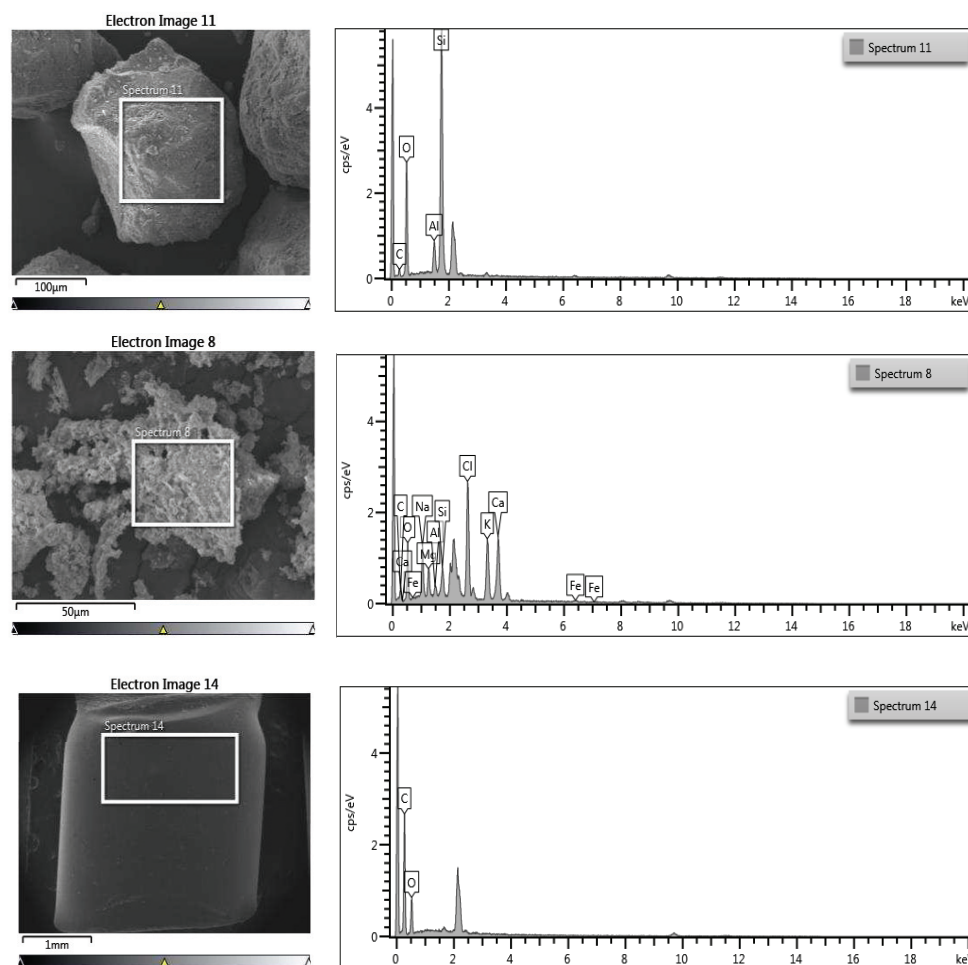 Electron Image 11
Spectrum 11
100µm
cps/eV
4
2
0
C
O
Al
Si
0 2 4 6 8 10 12 14 16 18 keV
Spectrum 11
Electron Image 8
Spectrum 8
50µm
cps/eV
4
2
0
C
O
Ca
Fe
Na
Mg
Al
Si
Cl
K
Ca
Fe
Fe
0 2 4 6 8 10 12 14 16 18 keV
Spectrum 8
Electron Image 14
Spectrum 14
1mm
cps/eV
4
2
0
C
O
0 2 4 6 8 10 12 14 16 18 ke
Spectrum 14